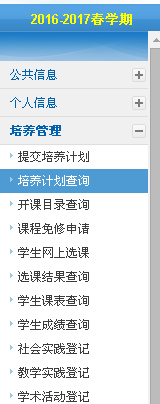 2016-2017春学期
公共信息
个人信息
培养管理
提交培养计划
培养计划查询
开课目录查询
课程免修申请
学生网上选课
选课结果查询
学生课表查询
学生成绩查询
社会实践登记
教学实践登记
学术活动登记